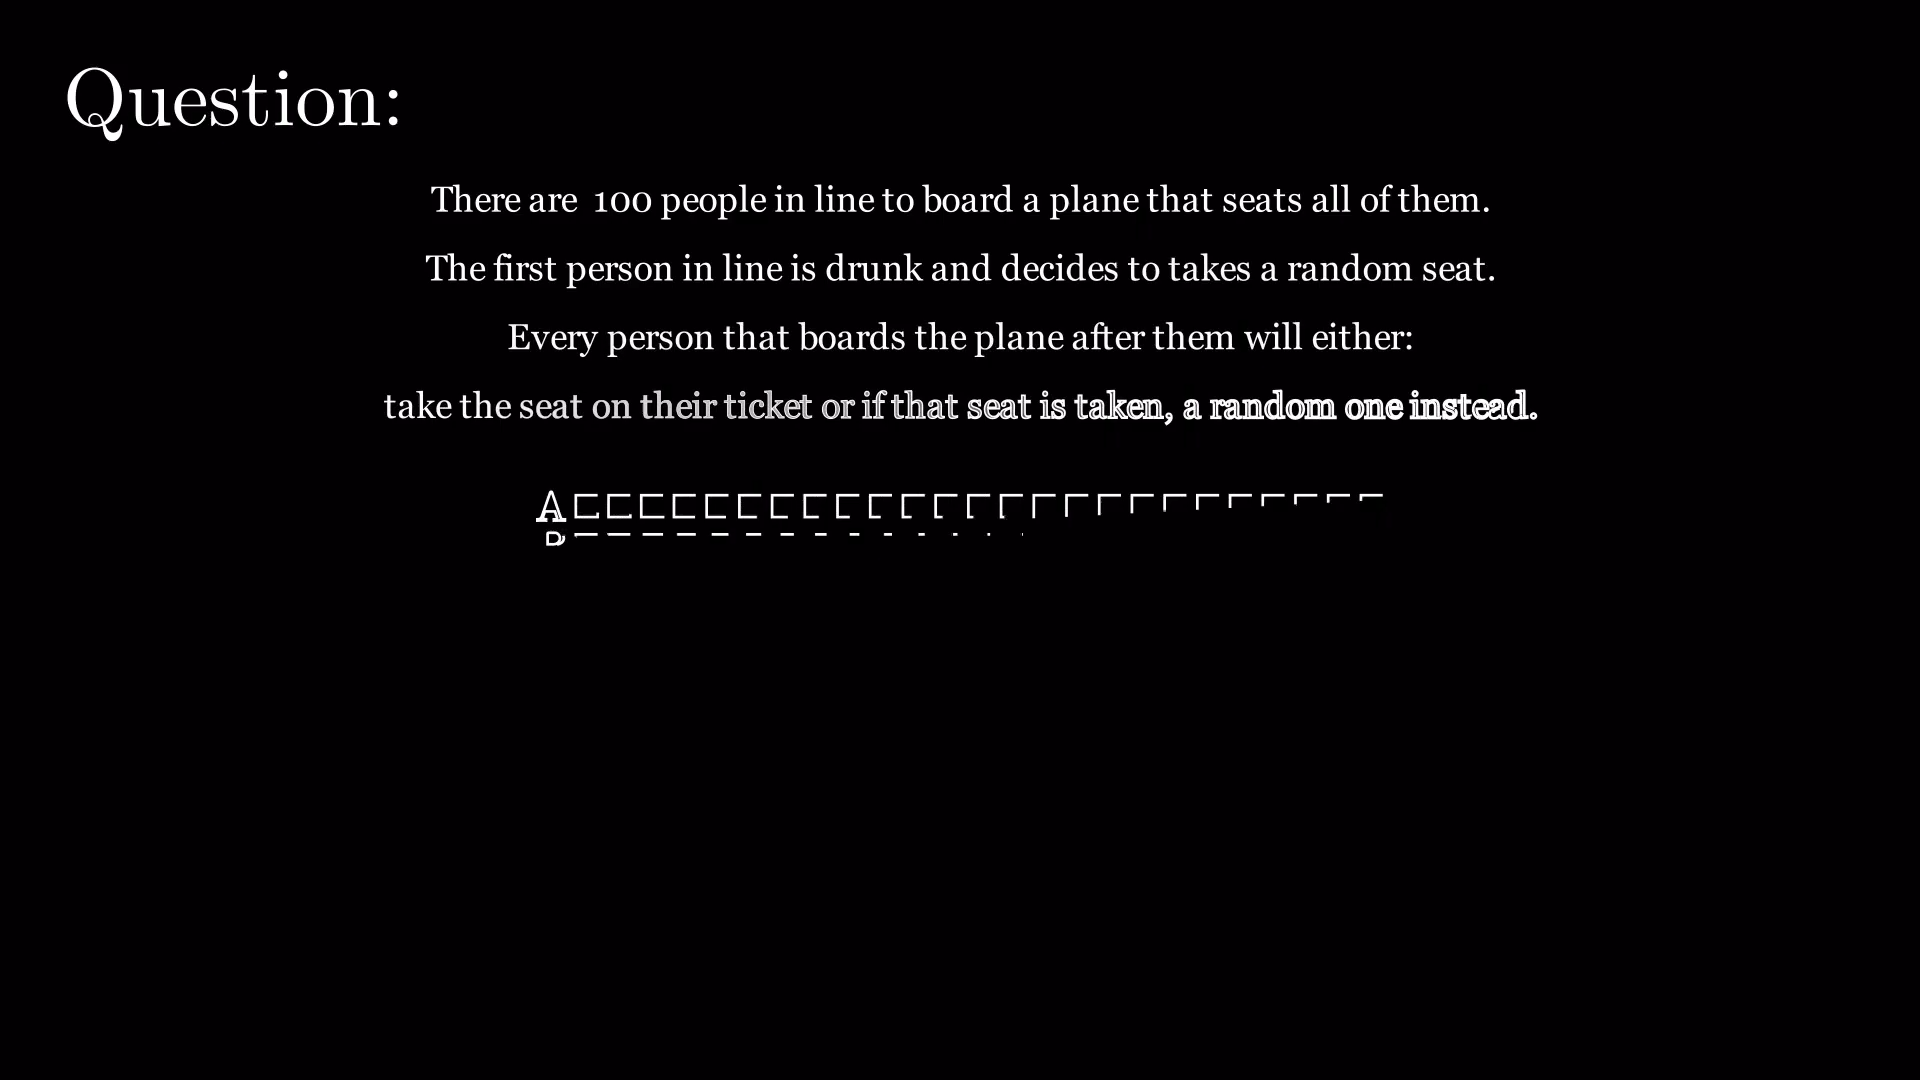 Question:
There are 100 people in line to board a plane that seats all of them.
The first person in line is drunk and decides to takes a random seat.
Every person that boards the plane after them will either:
take the seat on their ticket or if that seat is taken, a random one instead.
A